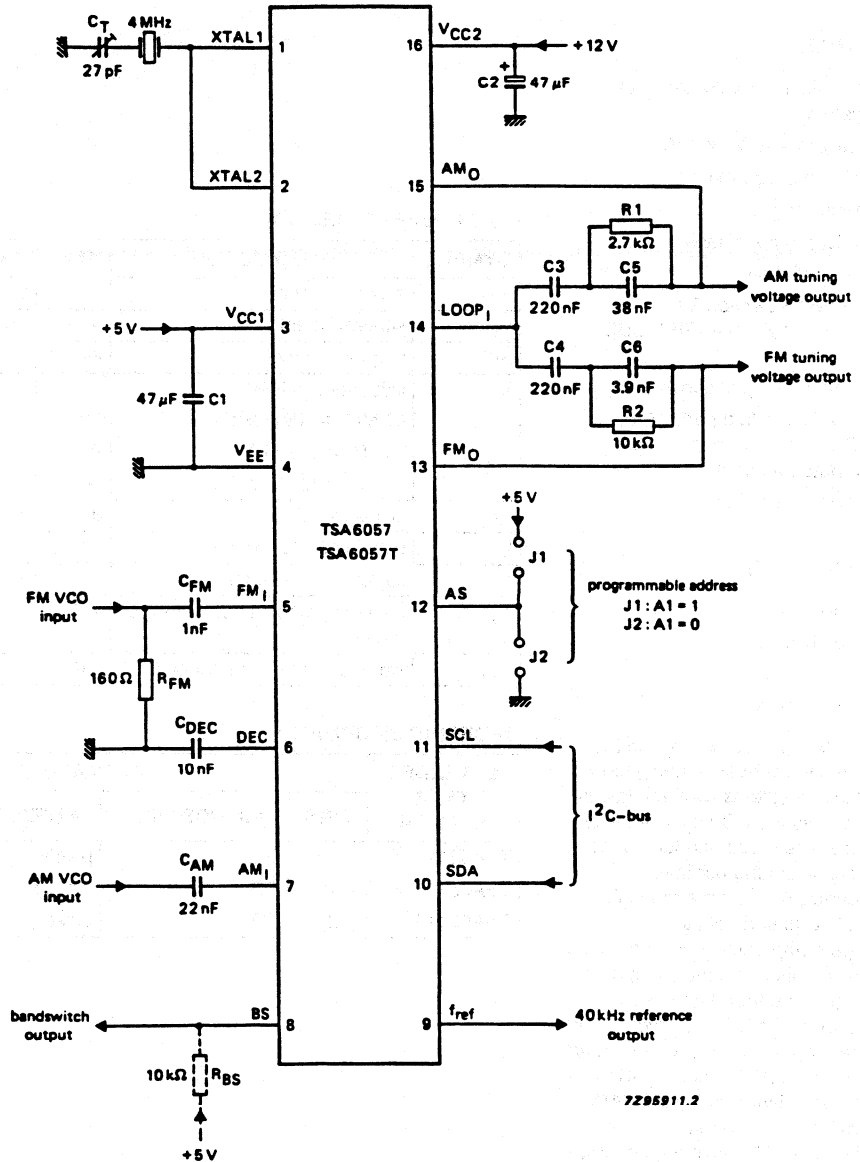 C_T
4 MHz
27 pF
XTAL1
1
XTAL2
2
+5 V
V_CC1
3
47 μF
C1
V_EE
4
FM VCO
input
C_FM
1nF
FM_I
5
160 Ω
R_FM
C_DEC
10 nF
DEC
6
AM VCO
input
C_AM
22 nF
AM_I
7
bandswitch
output
BS
8
10 kΩ
R_BS
+5 V
TSA6057
TSA6057T
16
V_CC2
+12 V
+
C2
47 μF
15
AM_O
R1
2.7 kΩ
C3
220 nF
C5
38 nF
AM tuning
voltage output
14
LOOP_I
C4
220 nF
C6
3.9 nF
R2
10 kΩ
FM tuning
voltage output
13
FM_O
+5 V
J1
12
AS
J2
programmable address
J1 : A1 = 1
J2 : A1 = 0
11
SCL
I²C-bus
10
SDA
9
f_ref
40 kHz reference
output
7Z95911.2